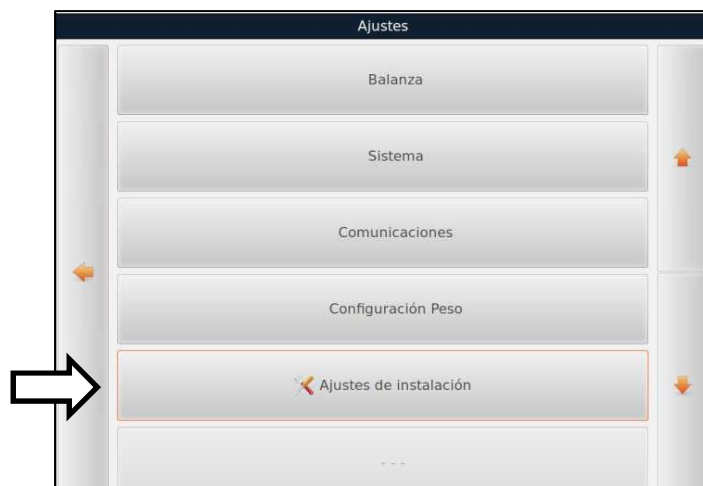 Ajustes
Balanza
Sistema
Comunicaciones
Configuración Peso
Ajustes de instalación
- - -